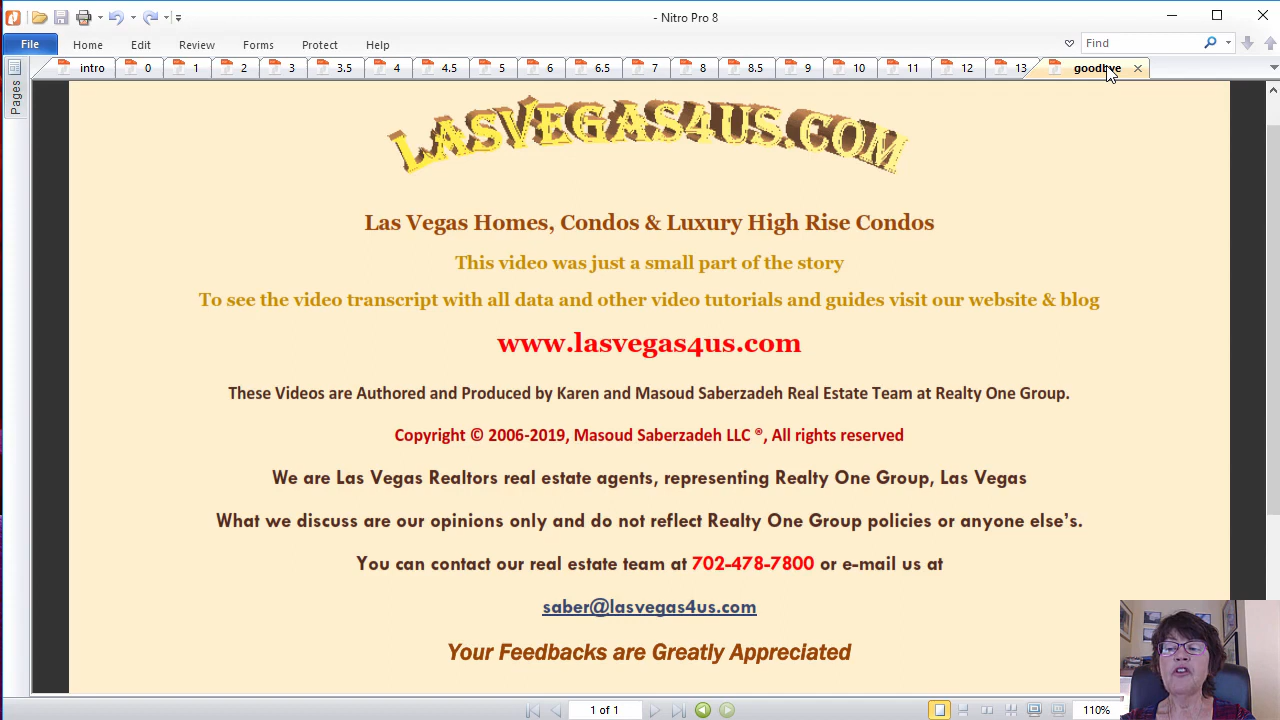 - Nitro Pro 8
File Home Edit Review Forms Protect Help Find
intro 0 1 2 3 3.5 4 4.5 5 6 6.5 7 8 8.5 9 10 11 12 13 goodbye
Pages
LASVEGAS4US.COM
Las Vegas Homes, Condos & Luxury High Rise Condos
This video was just a small part of the story
To see the video transcript with all data and other video tutorials and guides visit our website & blog
www.lasvegas4us.com
These Videos are Authored and Produced by Karen and Masoud Saberzadeh Real Estate Team at Realty One Group.
Copyright © 2006-2019, Masoud Saberzadeh LLC ®, All rights reserved
We are Las Vegas Realtors real estate agents, representing Realty One Group, Las Vegas
What we discuss are our opinions only and do not reflect Realty One Group policies or anyone else's.
You can contact our real estate team at 702-478-7800 or e-mail us at
saber@lasvegas4us.com
Your Feedbacks are Greatly Appreciated
1 of 1
110%